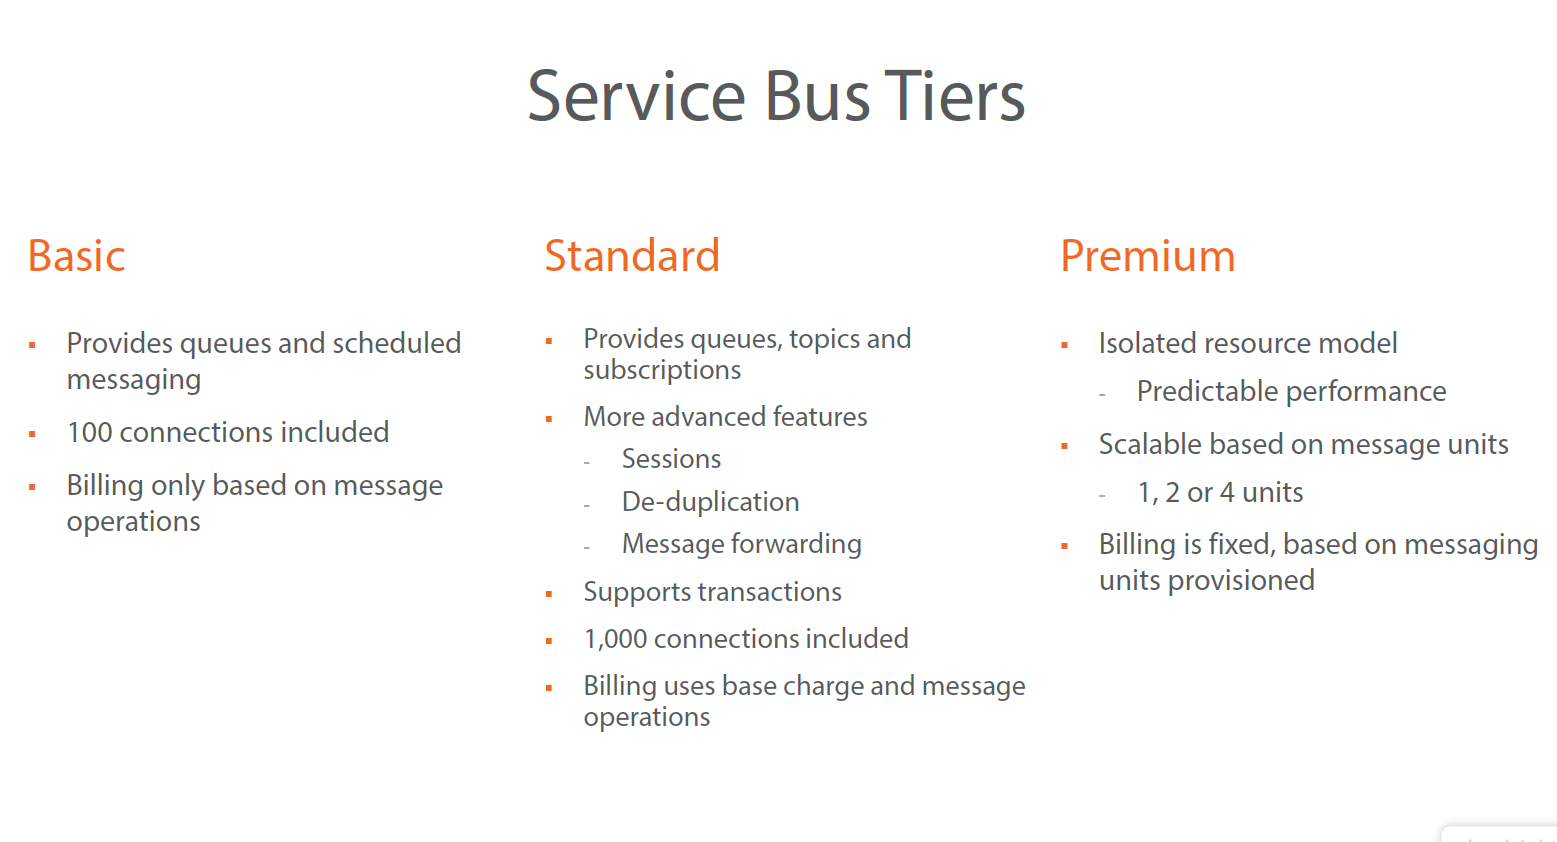 Service Bus Tiers
Basic
Provides queues and scheduled
messaging
100 connections included
Billing only based on message
operations
Standard
Provides queues, topics and
subscriptions
More advanced features
- Sessions
- De-duplication
- Message forwarding
Supports transactions
1,000 connections included
Billing uses base charge and message
operations
Premium
Isolated resource model
- Predictable performance
Scalable based on message units
- 1, 2 or 4 units
Billing is fixed, based on messaging
units provisioned